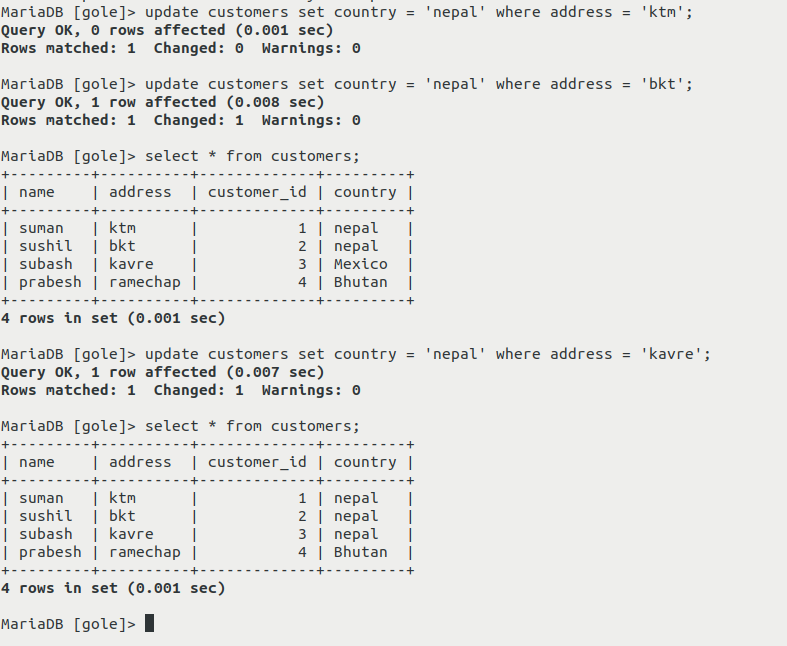 MariaDB [gole]> update customers set country = 'nepal' where address = 'ktm';
Query OK, 0 rows affected (0.001 sec)
Rows matched: 1  Changed: 0  Warnings: 0

MariaDB [gole]> update customers set country = 'nepal' where address = 'bkt';
Query OK, 1 row affected (0.008 sec)
Rows matched: 1  Changed: 1  Warnings: 0

MariaDB [gole]> select * from customers;
+---------+----------+-------------+---------+
| name    | address  | customer_id | country |
+---------+----------+-------------+---------+
| suman   | ktm      |           1 | nepal   |
| sushil  | bkt      |           2 | nepal   |
| subash  | kavre    |           3 | Mexico  |
| prabesh | ramechap |           4 | Bhutan  |
+---------+----------+-------------+---------+
4 rows in set (0.001 sec)

MariaDB [gole]> update customers set country = 'nepal' where address = 'kavre';
Query OK, 1 row affected (0.007 sec)
Rows matched: 1  Changed: 1  Warnings: 0

MariaDB [gole]> select * from customers;
+---------+----------+-------------+---------+
| name    | address  | customer_id | country |
+---------+----------+-------------+---------+
| suman   | ktm      |           1 | nepal   |
| sushil  | bkt      |           2 | nepal   |
| subash  | kavre    |           3 | nepal   |
| prabesh | ramechap |           4 | Bhutan  |
+---------+----------+-------------+---------+
4 rows in set (0.001 sec)

MariaDB [gole]>